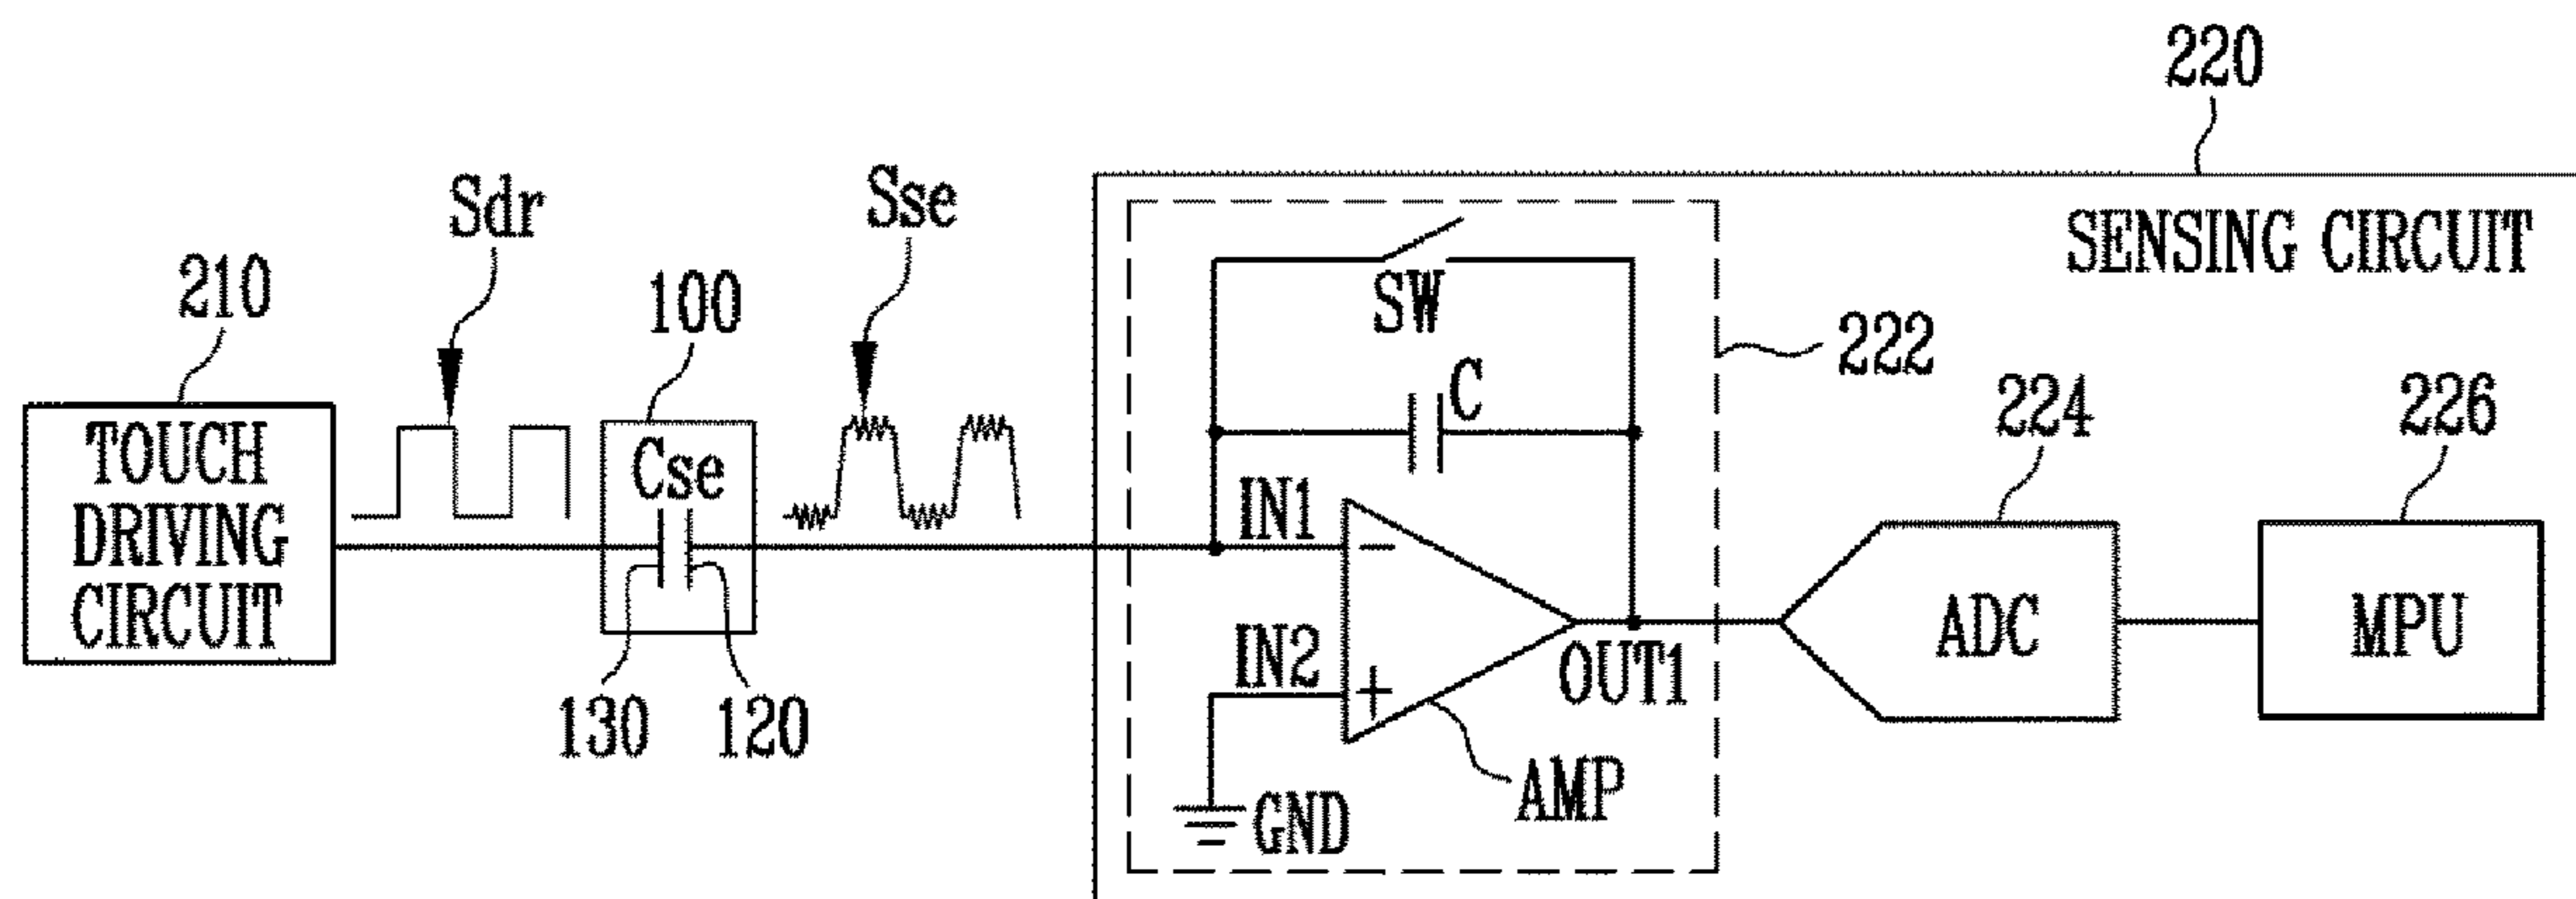 220
Sdr
Sse
SENSING CIRCUIT
210
100
SW
222
C
224
226
TOUCH
DRIVING
CIRCUIT
Cse
IN1
−
ADC
MPU
IN2
+
OUT1
130
120
AMP
GND